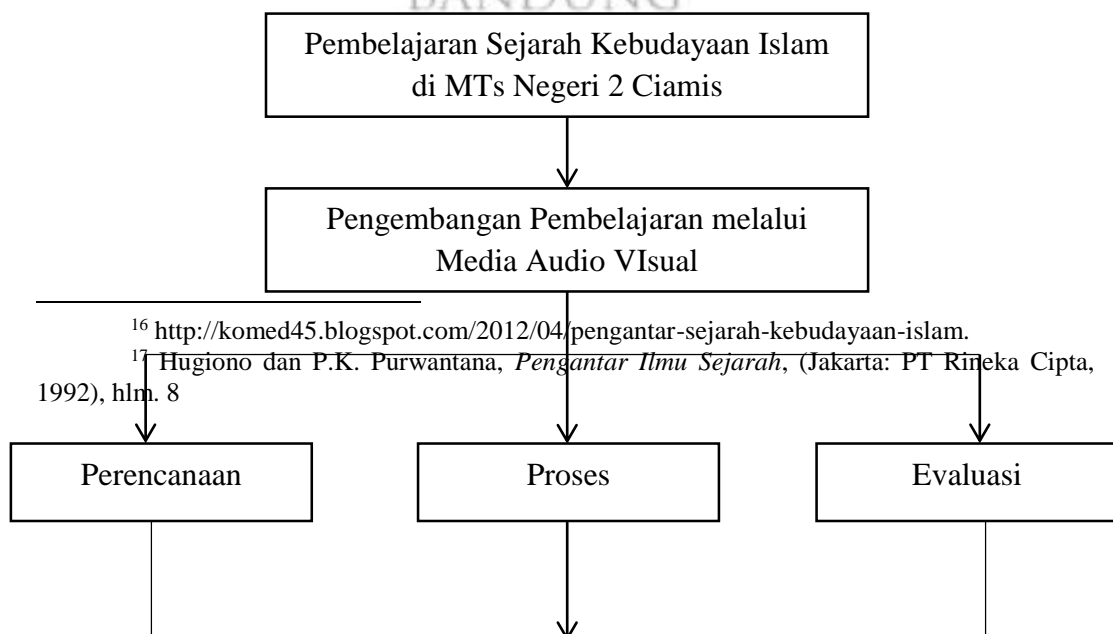 BANDUNG
Pembelajaran Sejarah Kebudayaan Islam
di MTs Negeri 2 Ciamis
Pengembangan Pembelajaran melalui
Media Audio VIsual
16 http://komed45.blogspot.com/2012/04/pengantar-sejarah-kebudayaan-islam.
17 Hugiono dan P.K. Purwantana, Pengantar Ilmu Sejarah, (Jakarta: PT Rineka Cipta,
1992), hlm. 8
Perencanaan
Proses
Evaluasi